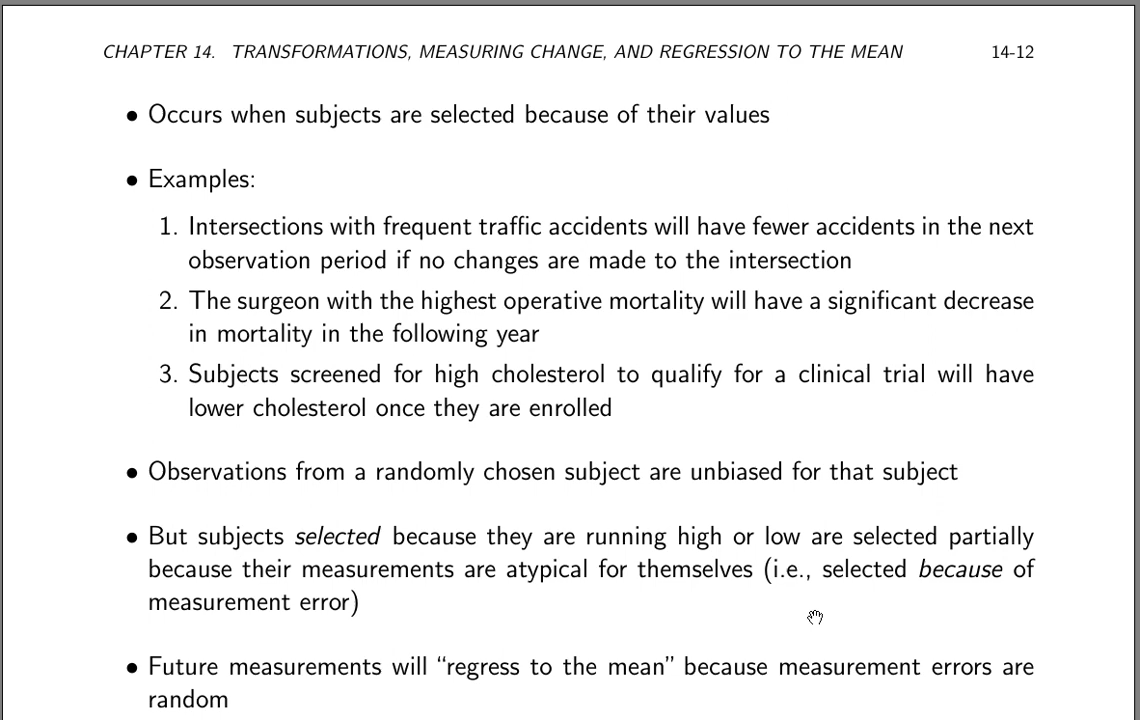 CHAPTER 14. TRANSFORMATIONS, MEASURING CHANGE, AND REGRESSION TO THE MEAN 14-12
• Occurs when subjects are selected because of their values
• Examples:
1. Intersections with frequent traffic accidents will have fewer accidents in the next
observation period if no changes are made to the intersection
2. The surgeon with the highest operative mortality will have a significant decrease
in mortality in the following year
3. Subjects screened for high cholesterol to qualify for a clinical trial will have
lower cholesterol once they are enrolled
• Observations from a randomly chosen subject are unbiased for that subject
• But subjects selected because they are running high or low are selected partially
because their measurements are atypical for themselves (i.e., selected because of
measurement error)
• Future measurements will “regress to the mean” because measurement errors are
random